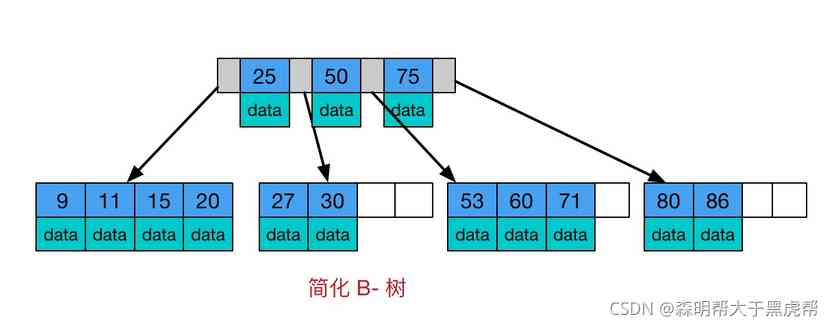 25 50 75
data data data
9 11 15 20 27 30 53 60 71 80 86
data data data data data data data data data data data
简化 B- 树
CSDN @森明帮大于黑虎帮